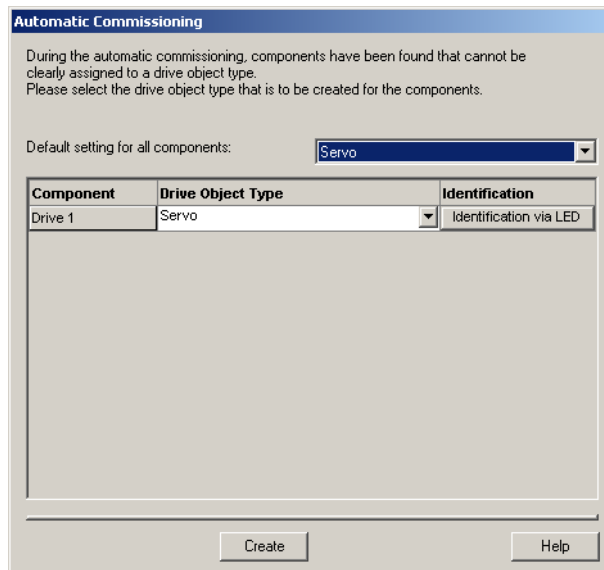 Automatic Commissioning
During the automatic commissioning, components have been found that cannot be
clearly assigned to a drive object type.
Please select the drive object type that is to be created for the components.
Default setting for all components:
Servo
Component Drive Object Type Identification
Drive 1 Servo Identification via LED
Create Help